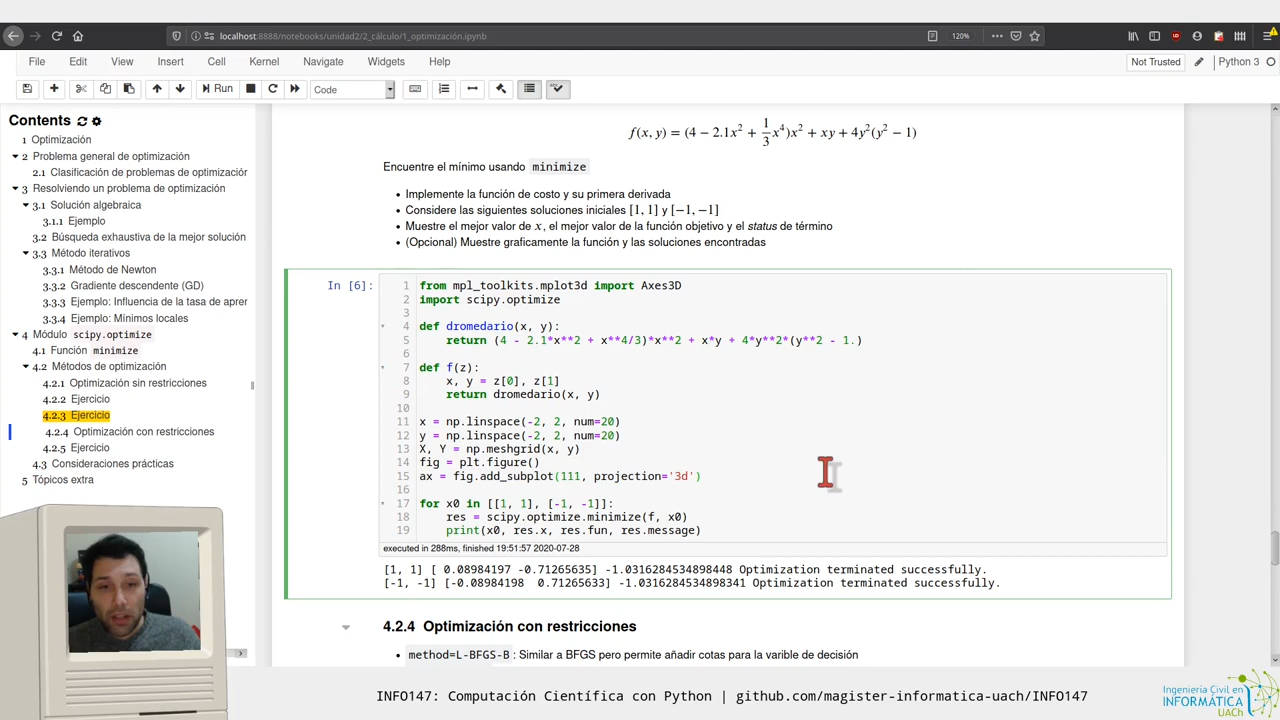 localhost:8888/notebooks/unidad2/2_cálculo/1_optimización.ipynb
120%
File Edit View Insert Cell Kernel Navigate Widgets Help
Not Trusted
Python 3
Run
Code
Contents
1 Optimización
2 Problema general de optimización
2.1 Clasificación de problemas de optimizaciór
3 Resolviendo un problema de optimización
3.1 Solución algebraica
3.1.1 Ejemplo
3.2 Búsqueda exhaustiva de la mejor solución
3.3 Método iterativos
3.3.1 Método de Newton
3.3.2 Gradiente descendente (GD)
3.3.3 Ejemplo: Influencia de la tasa de aprer
3.3.4 Ejemplo: Mínimos locales
4 Módulo scipy.optimize
4.1 Función minimize
4.2 Métodos de optimización
4.2.1 Optimización sin restricciones
4.2.2 Ejercicio
4.2.3 Ejercicio
4.2.4 Optimización con restricciones
4.2.5 Ejercicio
4.3 Consideraciones prácticas
5 Tópicos extra
f(x, y) = (4 − 2.1x² + 1/3 x⁴)x² + xy + 4y²(y² − 1)
Encuentre el mínimo usando minimize
• Implemente la función de costo y su primera derivada
• Considere las siguientes soluciones iniciales [1, 1] y [−1, −1]
• Muestre el mejor valor de x, el mejor valor de la función objetivo y el status de término
• (Opcional) Muestre graficamente la función y las soluciones encontradas
In [6]:
1 from mpl_toolkits.mplot3d import Axes3D
2 import scipy.optimize
3
4 def dromedario(x, y):
5 return (4 - 2.1*x**2 + x**4/3)*x**2 + x*y + 4*y**2*(y**2 - 1.)
6
7 def f(z):
8 x, y = z[0], z[1]
9 return dromedario(x, y)
10
11 x = np.linspace(-2, 2, num=20)
12 y = np.linspace(-2, 2, num=20)
13 X, Y = np.meshgrid(x, y)
14 fig = plt.figure()
15 ax = fig.add_subplot(111, projection='3d')
16
17 for x0 in [[1, 1], [-1, -1]]:
18 res = scipy.optimize.minimize(f, x0)
19 print(x0, res.x, res.fun, res.message)
executed in 288ms, finished 19:51:57 2020-07-28
[1, 1] [ 0.08984197 -0.71265635] -1.0316284534898448 Optimization terminated successfully.
[-1, -1] [-0.08984198 0.71265633] -1.0316284534898341 Optimization terminated successfully.
4.2.4 Optimización con restricciones
• method=L-BFGS-B : Similar a BFGS pero permite añadir cotas para la varible de decisión
INFO147: Computación Científica con Python | github.com/magister-informatica-uach/INFO147
Ingeniería Civil en
INFORMÁTICA
UACh